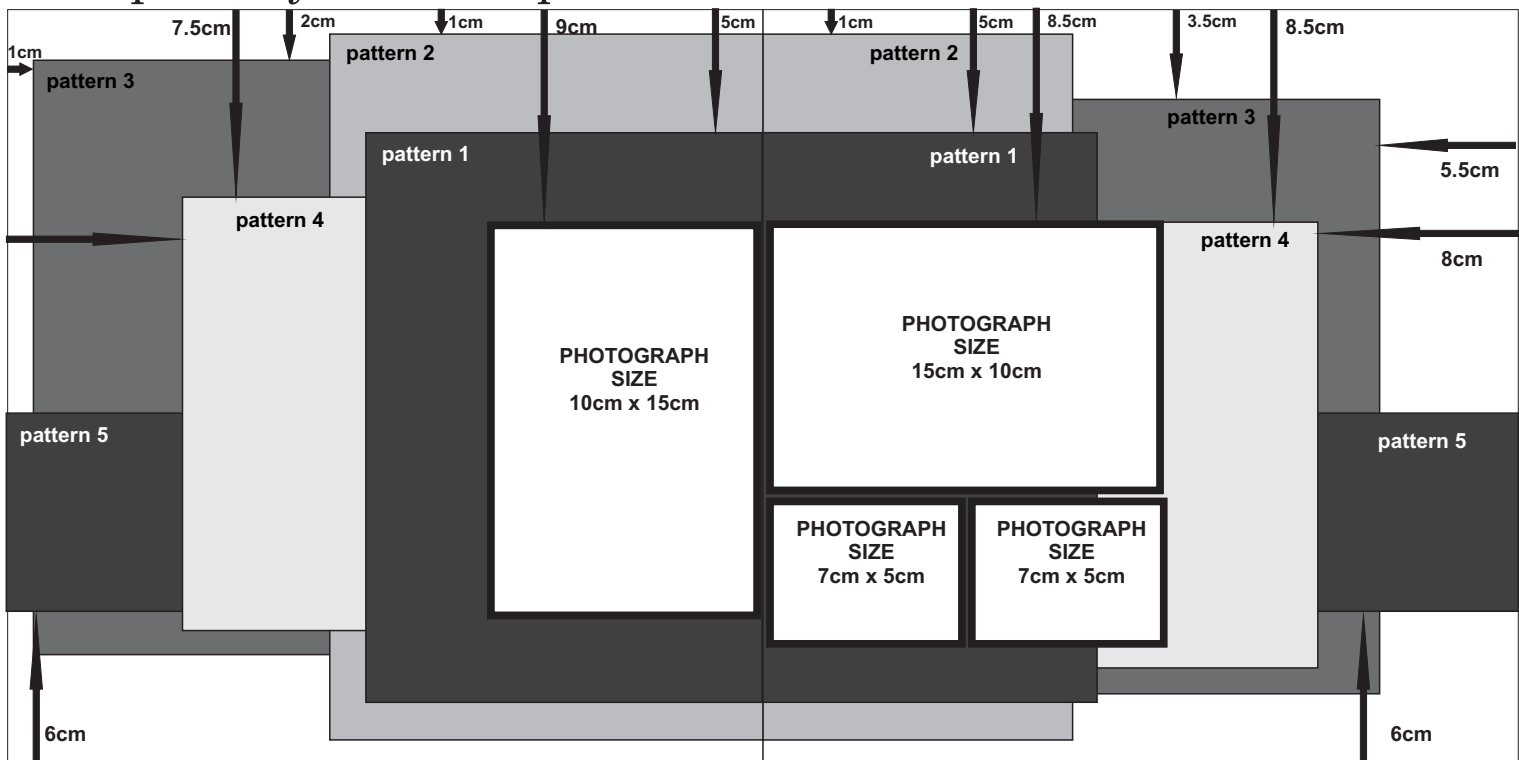 7.5cm
2cm
1cm
9cm
5cm
1cm
5cm
8.5cm
3.5cm
8.5cm
1cm
pattern 3
pattern 2
pattern 2
pattern 3
pattern 1
pattern 1
5.5cm
pattern 4
pattern 4
8cm
PHOTOGRAPH
SIZE
10cm x 15cm
PHOTOGRAPH
SIZE
15cm x 10cm
pattern 5
pattern 5
PHOTOGRAPH
SIZE
7cm x 5cm
PHOTOGRAPH
SIZE
7cm x 5cm
6cm
6cm